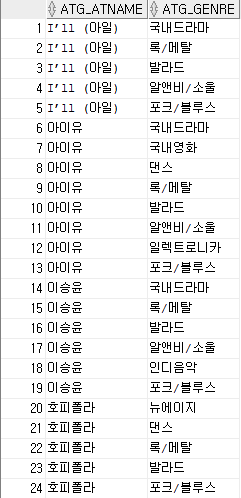 ATG_ATNAME ATG_GENRE
1 I'll (아일) 국내드라마
2 I'll (아일) 록/메탈
3 I'll (아일) 발라드
4 I'll (아일) 알앤비/소울
5 I'll (아일) 포크/블루스
6 아이유 국내드라마
7 아이유 국내영화
8 아이유 댄스
9 아이유 록/메탈
10 아이유 발라드
11 아이유 알앤비/소울
12 아이유 일렉트로니카
13 아이유 포크/블루스
14 이승윤 국내드라마
15 이승윤 록/메탈
16 이승윤 발라드
17 이승윤 알앤비/소울
18 이승윤 인디음악
19 이승윤 포크/블루스
20 호피폴라 뉴에이지
21 호피폴라 댄스
22 호피폴라 록/메탈
23 호피폴라 발라드
24 호피폴라 포크/블루스